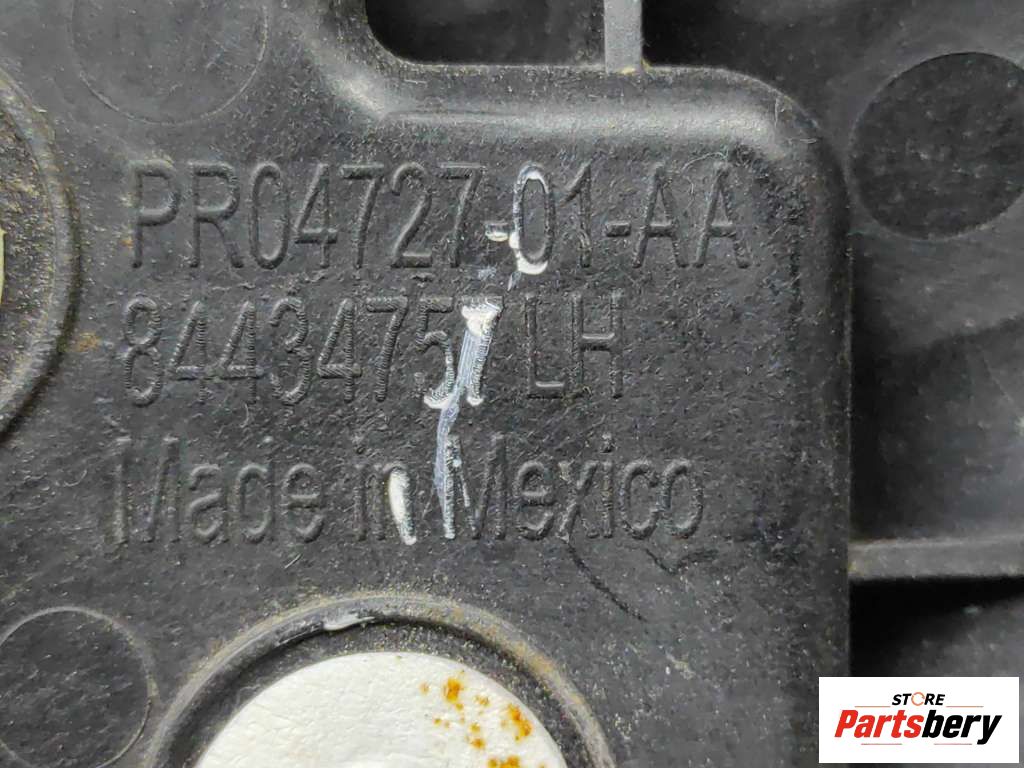 PR04727-01-AA
84434757 LH
Made in Mexico
STORE
Partsbery